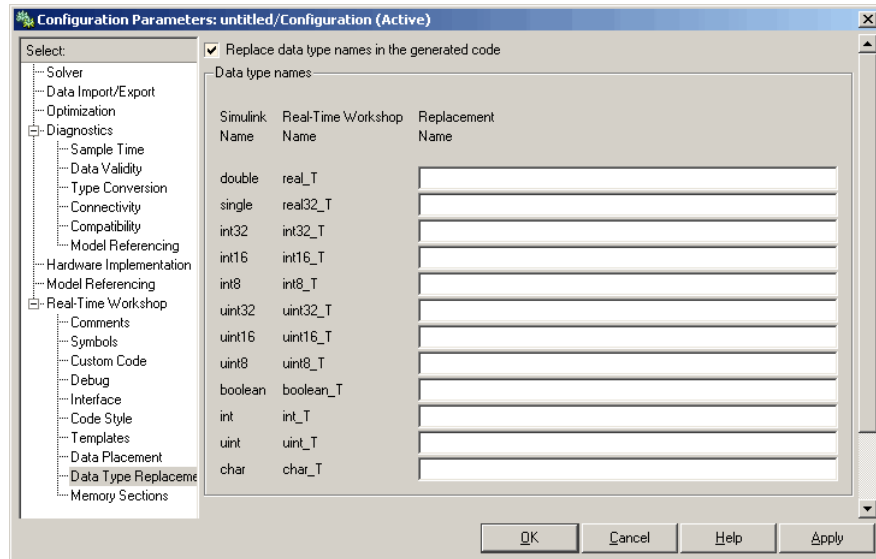 Configuration Parameters: untitled/Configuration (Active)
Select:
Solver
Data Import/Export
Optimization
Diagnostics
Sample Time
Data Validity
Type Conversion
Connectivity
Compatibility
Model Referencing
Hardware Implementation
Model Referencing
Real-Time Workshop
Comments
Symbols
Custom Code
Debug
Interface
Code Style
Templates
Data Placement
Data Type Replaceme
Memory Sections
Replace data type names in the generated code
Data type names
Simulink Name Real-Time Workshop Name Replacement Name
double real_T
single real32_T
int32 int32_T
int16 int16_T
int8 int8_T
uint32 uint32_T
uint16 uint16_T
uint8 uint8_T
boolean boolean_T
int int_T
uint uint_T
char char_T
OK Cancel Help Apply